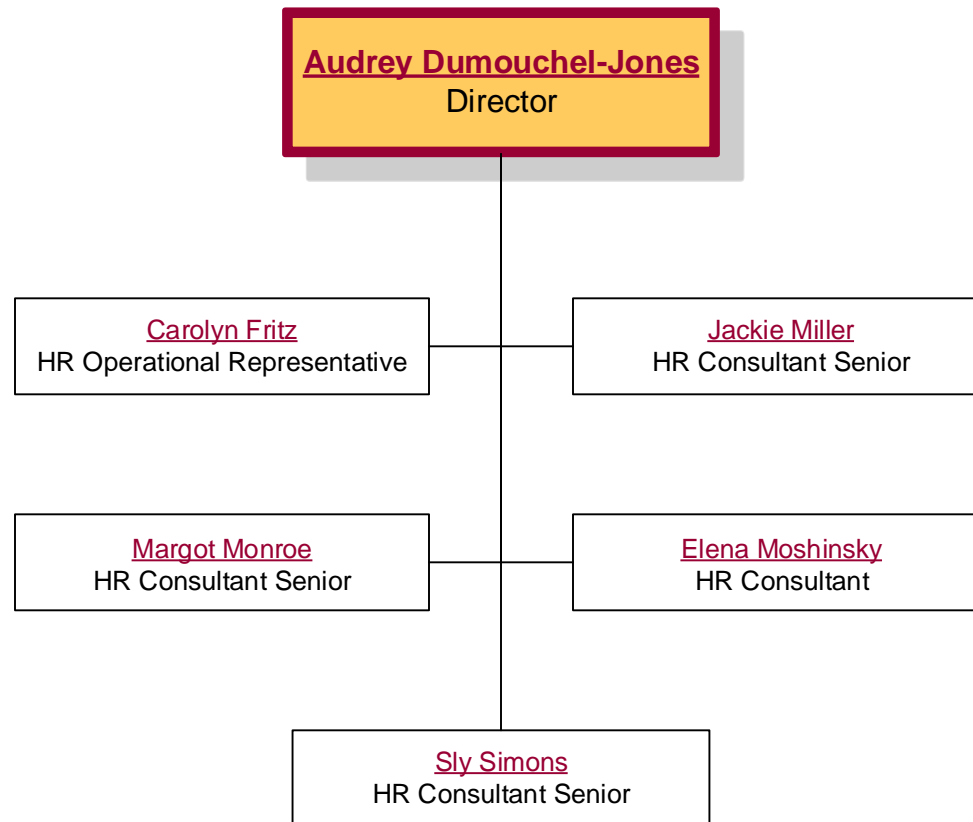 Audrey Dumouchel-Jones
Director
Carolyn Fritz
HR Operational Representative
Jackie Miller
HR Consultant Senior
Margot Monroe
HR Consultant Senior
Elena Moshinsky
HR Consultant
Sly Simons
HR Consultant Senior